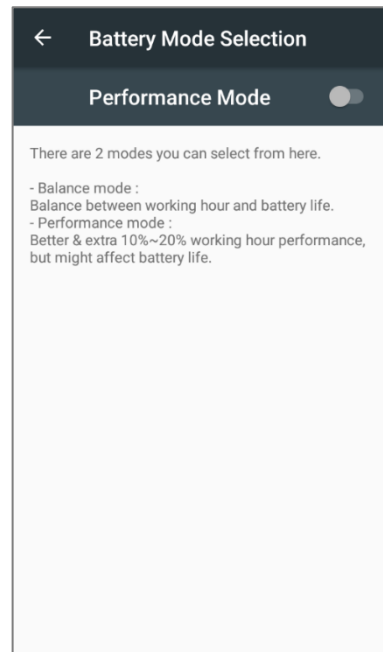 Battery Mode Selection
Performance Mode
There are 2 modes you can select from here.
- Balance mode :
Balance between working hour and battery life.
- Performance mode :
Better & extra 10%~20% working hour performance,
but might affect battery life.